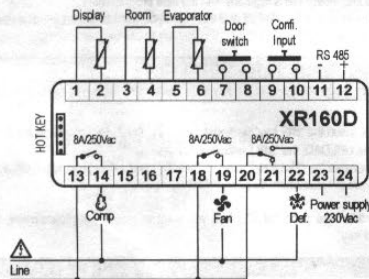 Display Room Evaporator Door switch Confi. Input RS 485
- +
1 2 3 4 5 6 7 8 9 10 11 12
HOT KEY
XR160D
8A/250Vac 8A/250Vac 8A/250Vac
13 14 15 16 17 18 19 20 21 22 23 24
Comp Fan Def. Power supply 230Vac
Line